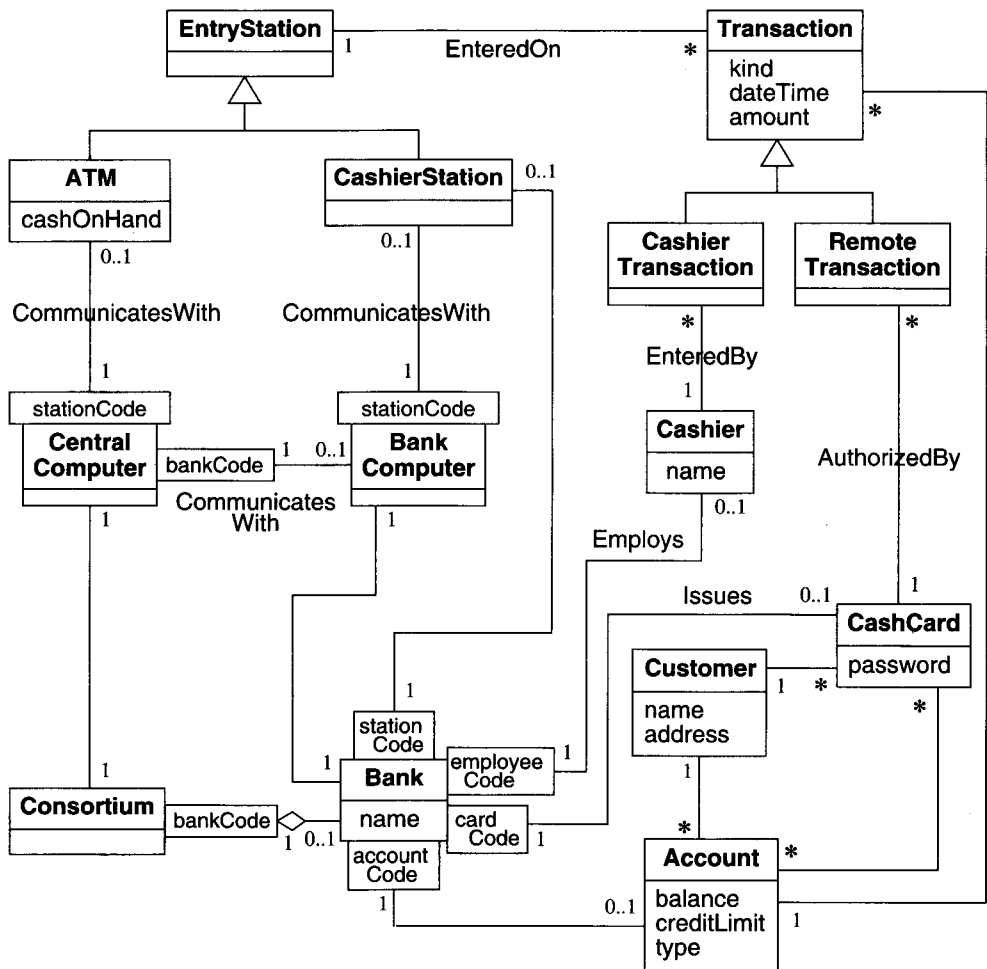 EntryStation
1
EnteredOn
*
Transaction
kind
dateTime
amount
*
ATM
cashOnHand
0..1
CashierStation
0..1
0..1
Cashier
Transaction
*
Remote
Transaction
*
CommunicatesWith
CommunicatesWith
EnteredBy
1
1
1
stationCode
Central
Computer
1
bankCode
1
0..1
Communicates
With
stationCode
Bank
Computer
1
Cashier
name
0..1
AuthorizedBy
Employs
Issues
0..1
1
CashCard
password
*
*
Customer
name
address
1
1
1
station
Code
1
Bank
name
employee
Code
1
card
Code
1
account
Code
1
1
Consortium
bankCode
1
0..1
*
*
Account
balance
creditLimit
type
0..1
1